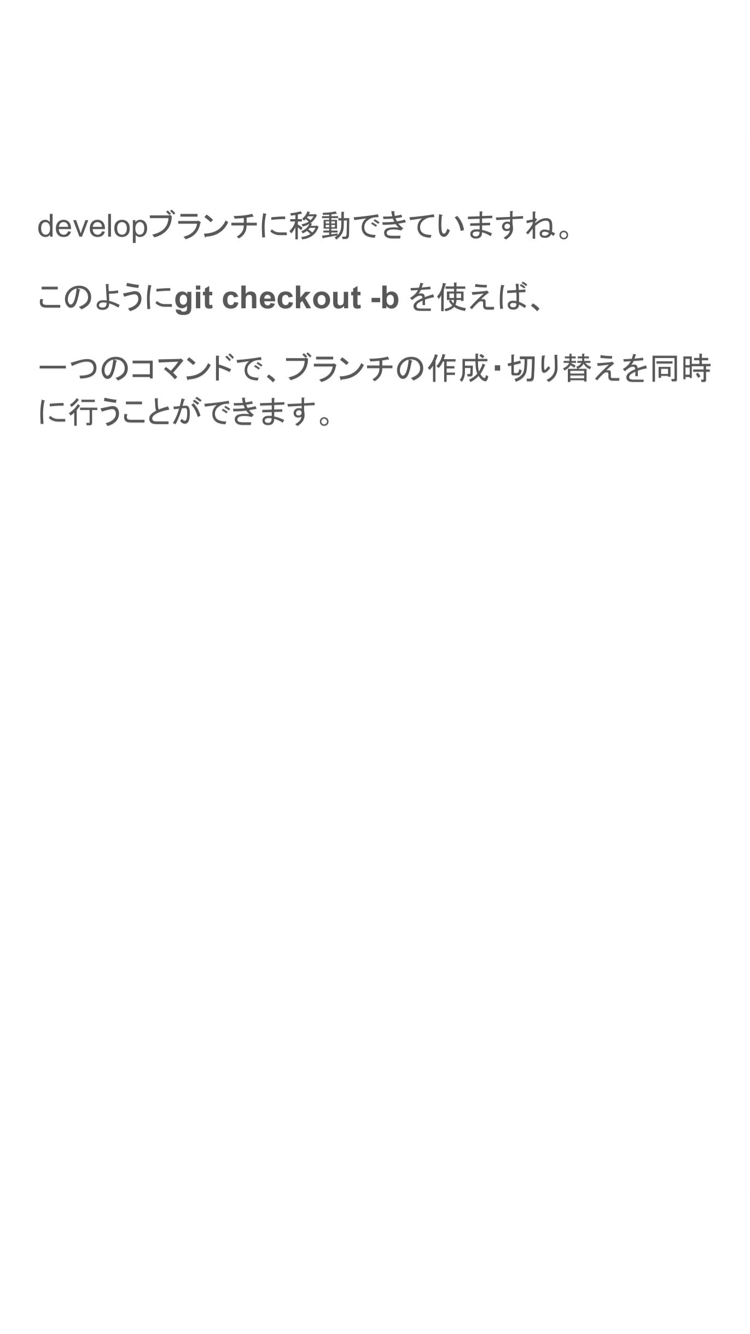 developブランチに移動できていますね。
このようにgit checkout -b を使えば、
一つのコマンドで、ブランチの作成・切り替えを同時
に行うことができます。